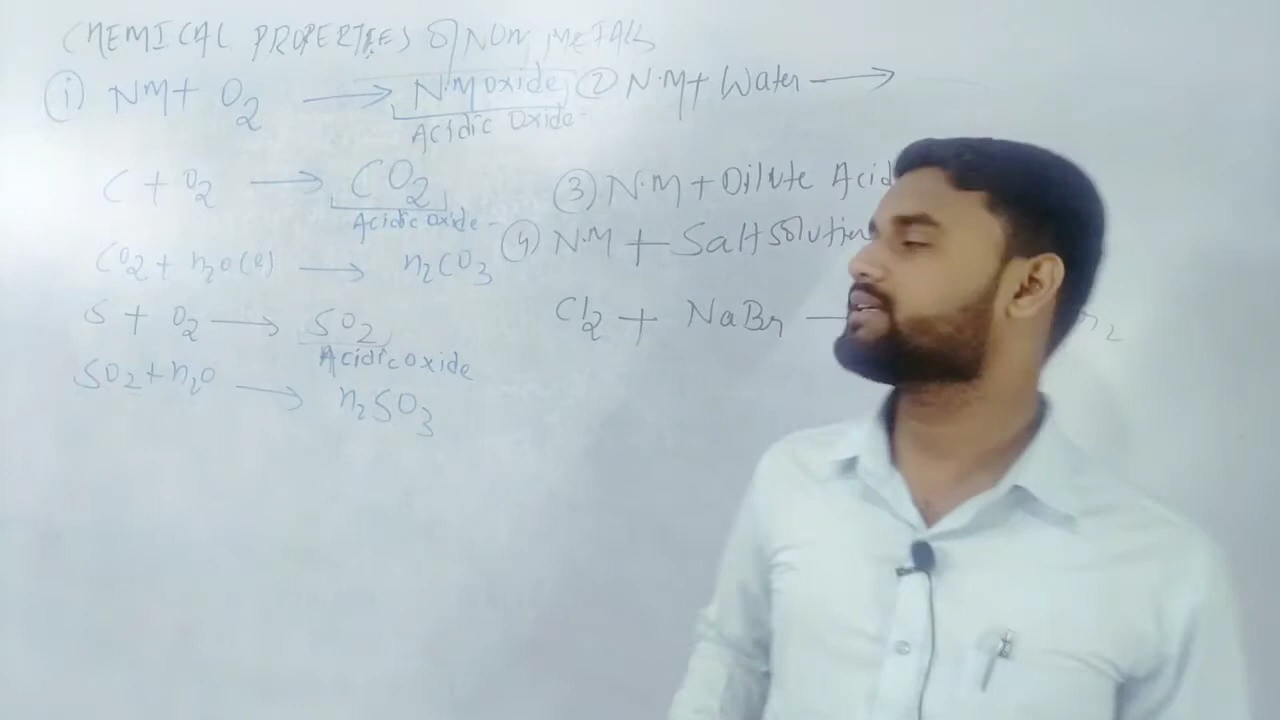 CHEMICAL PROPERTIES Of NON METALS
① NM + O2 ⟶ N·M oxide
Acidic Oxide
C + O2 ⟶ CO2
Acidic Oxide
CO2 + H2O(l) ⟶ H2CO3
S + O2 ⟶ SO2
Acidic Oxide
SO2 + H2O ⟶ H2SO3
② N·M + Water ⟶
③ N·M + Dilute Acid
④ N·M + Salt Solution
Cl2 + NaBr